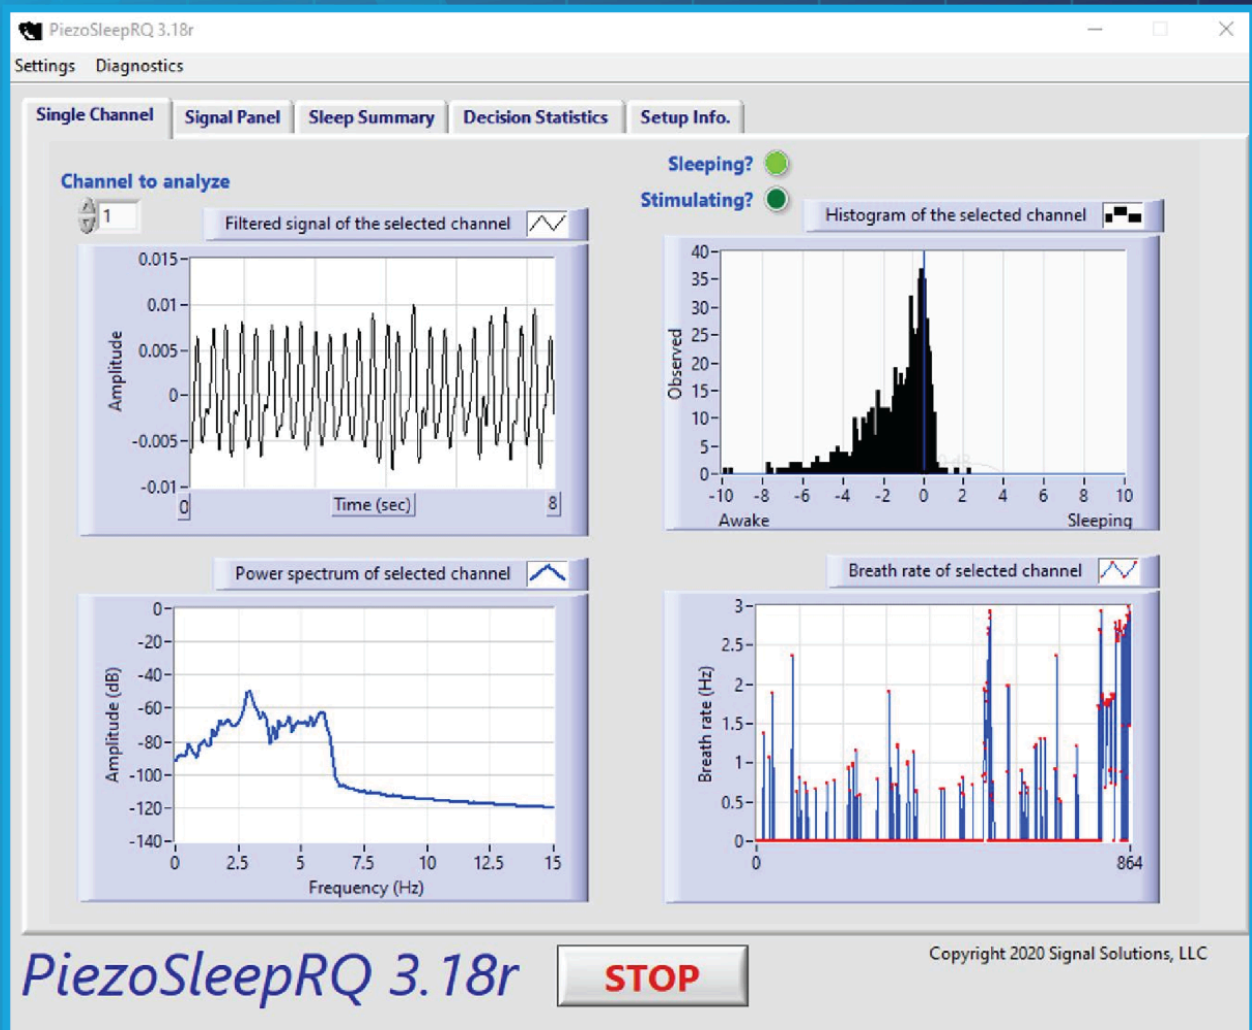 PiezoSleepRQ 3.18r
Settings Diagnostics
Single Channel Signal Panel Sleep Summary Decision Statistics Setup Info.
Channel to analyze
1
Sleeping?
Stimulating?
Filtered signal of the selected channel
0.015
0.01
0.005
0
-0.005
-0.01
Amplitude
0 Time (sec) 8
Histogram of the selected channel
40
35
30
25
20
15
10
5
0
Observed
-10 -8 -6 -4 -2 0 2 4 6 8 10
Awake Sleeping
Power spectrum of selected channel
0
-20
-40
-60
-80
-100
-120
-140
Amplitude (dB)
0 2.5 5 7.5 10 12.5 15
Frequency (Hz)
Breath rate of selected channel
3
2.5
2
1.5
1
0.5
0
Breath rate (Hz)
0 864
PiezoSleepRQ 3.18r
STOP
Copyright 2020 Signal Solutions, LLC